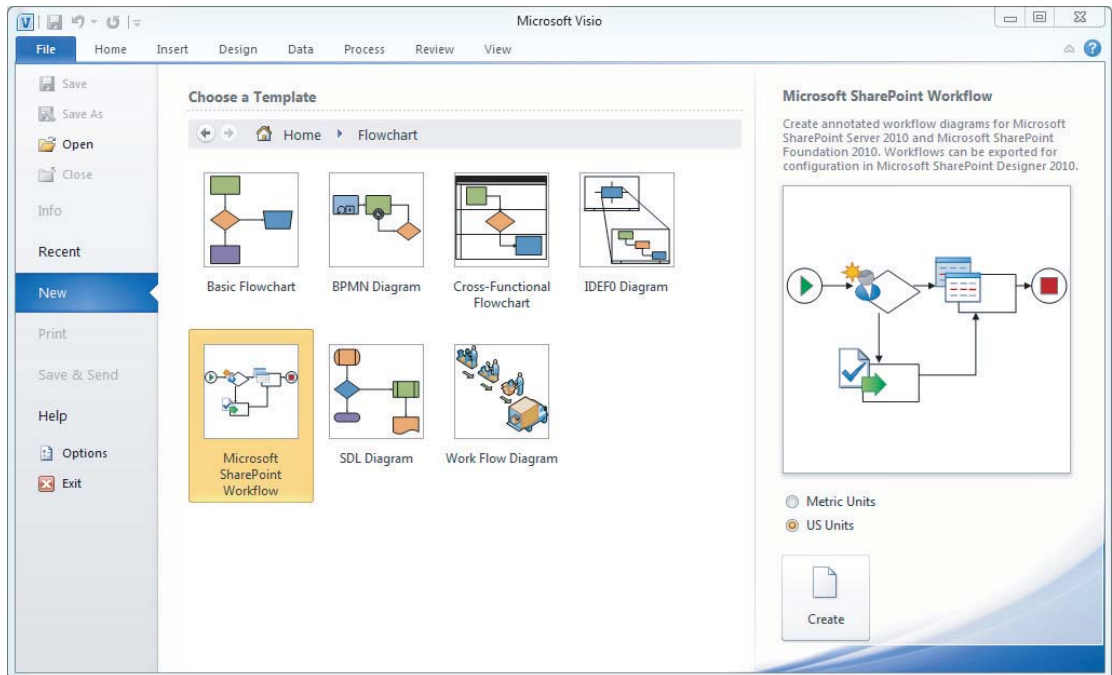 Microsoft Visio
File Home Insert Design Data Process Review View
Save
Save As
Open
Close
Info
Recent
New
Print
Save & Send
Help
Options
Exit
Choose a Template
Home Flowchart
Basic Flowchart
BPMN Diagram
Cross-Functional
Flowchart
IDEF0 Diagram
Microsoft
SharePoint
Workflow
SDL Diagram
Work Flow Diagram
Microsoft SharePoint Workflow
Create annotated workflow diagrams for Microsoft
SharePoint Server 2010 and Microsoft SharePoint
Foundation 2010. Workflows can be exported for
configuration in Microsoft SharePoint Designer 2010.
Metric Units
US Units
Create